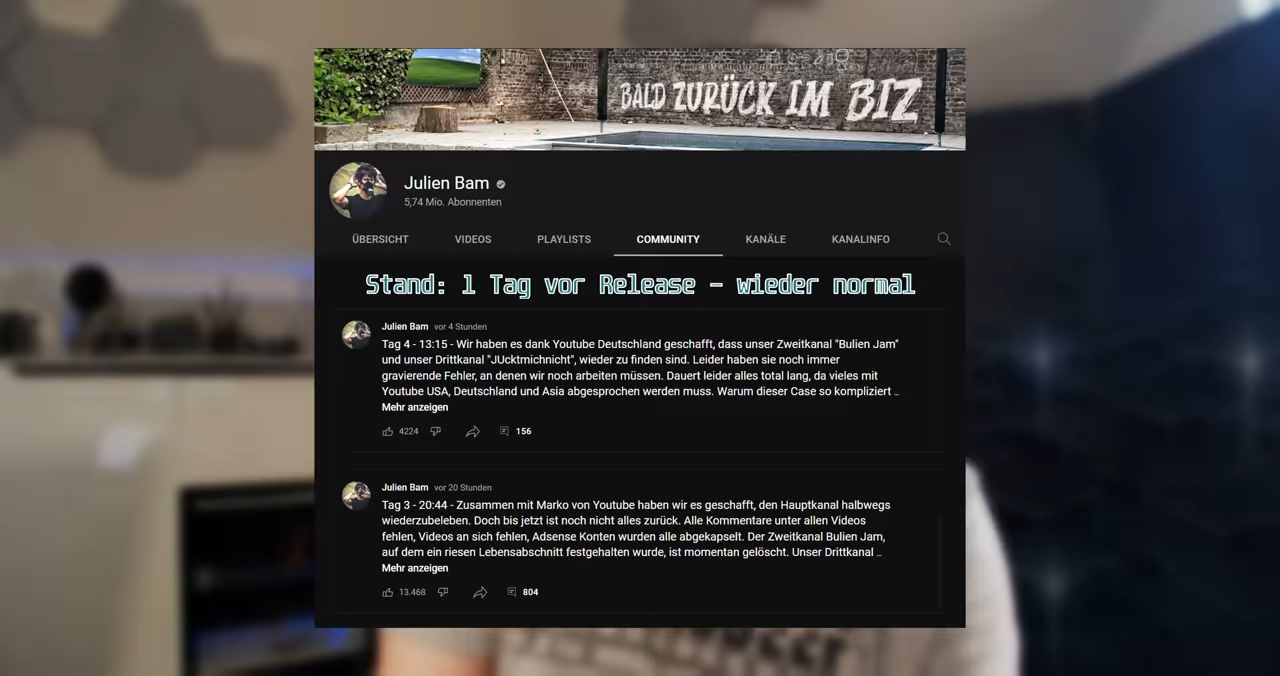 BALD ZURÜCK IM BIZ
Julien Bam
5,74 Mio. Abonnenten
ÜBERSICHT VIDEOS PLAYLISTS COMMUNITY KANÄLE KANALINFO
Stand: 1 Tag vor Release - wieder normal
Julien Bam vor 4 Stunden
Tag 4 - 13:15 - Wir haben es dank Youtube Deutschland geschafft, dass unser Zweitkanal "Bulien Jam"
und unser Drittkanal "JUcktmichnicht", wieder zu finden sind. Leider haben sie noch immer
gravierende Fehler, an denen wir noch arbeiten müssen. Dauert leider alles total lang, da vieles mit
Youtube USA, Deutschland und Asia abgesprochen werden muss. Warum dieser Case so kompliziert ...
Mehr anzeigen
4224 156
Julien Bam vor 20 Stunden
Tag 3 - 20:44 - Zusammen mit Marko von Youtube haben wir es geschafft, den Hauptkanal halbwegs
wiederzubeleben. Doch bis jetzt ist noch nicht alles zurück. Alle Kommentare unter allen Videos
fehlen, Videos an sich fehlen, Adsense Konten wurden alle abgekapselt. Der Zweitkanal Bulien Jam,
auf dem ein riesen Lebensabschnitt festgehalten wurde, ist momentan gelöscht. Unser Drittkanal ...
Mehr anzeigen
13.468 804